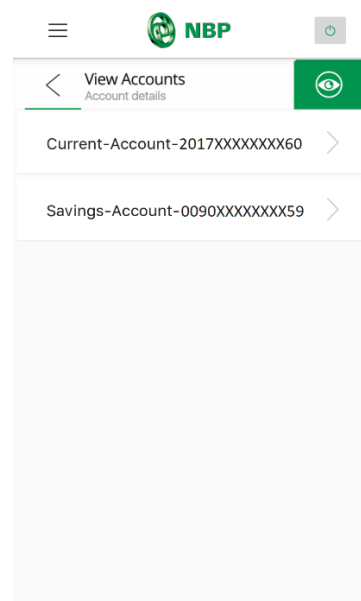 NBP
View Accounts
Account details
Current-Account-2017XXXXXXXX60
Savings-Account-0090XXXXXXXX59